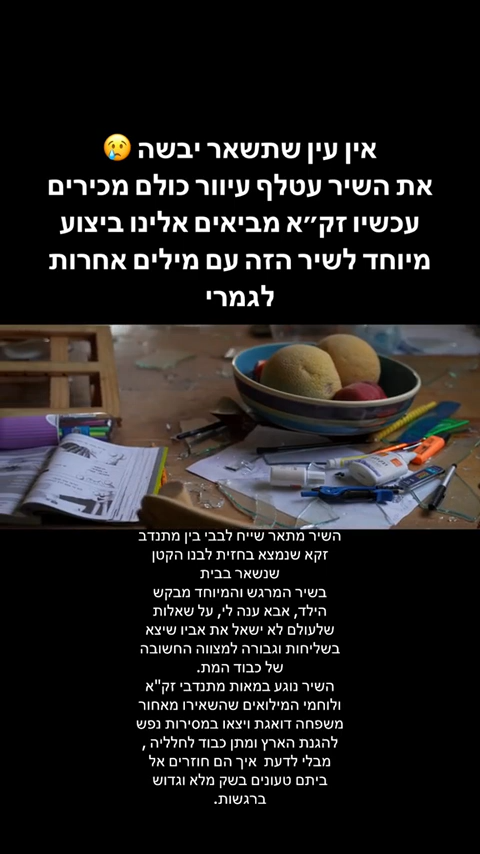 אין עין שתשאר יבשה 😢
את השיר עטלף עיוור כולם מכירים
עכשיו זק״א מביאים אלינו ביצוע
מיוחד לשיר הזה עם מילים אחרות
לגמרי
השיר מתאר שייח לבבי בין מתנדב
זקא שנמצא בחזית לבנו הקטן
שנשאר בבית
בשיר המרגש והמיוחד מבקש
הילד, אבא ענה לי, על שאלות
שלעולם לא ישאל את אביו שיצא
בשליחות וגבורה למצווה החשובה
של כבוד המת.
השיר נוגע במאות מתנדבי זק"א
ולוחמי המילואים שהשאירו מאחור
משפחה דואגת ויצאו במסירות נפש
להגנת הארץ ומתן כבוד לחלליה ,
מבלי לדעת איך הם חוזרים אל
ביתם טעונים בשק מלא וגדוש
ברגשות.